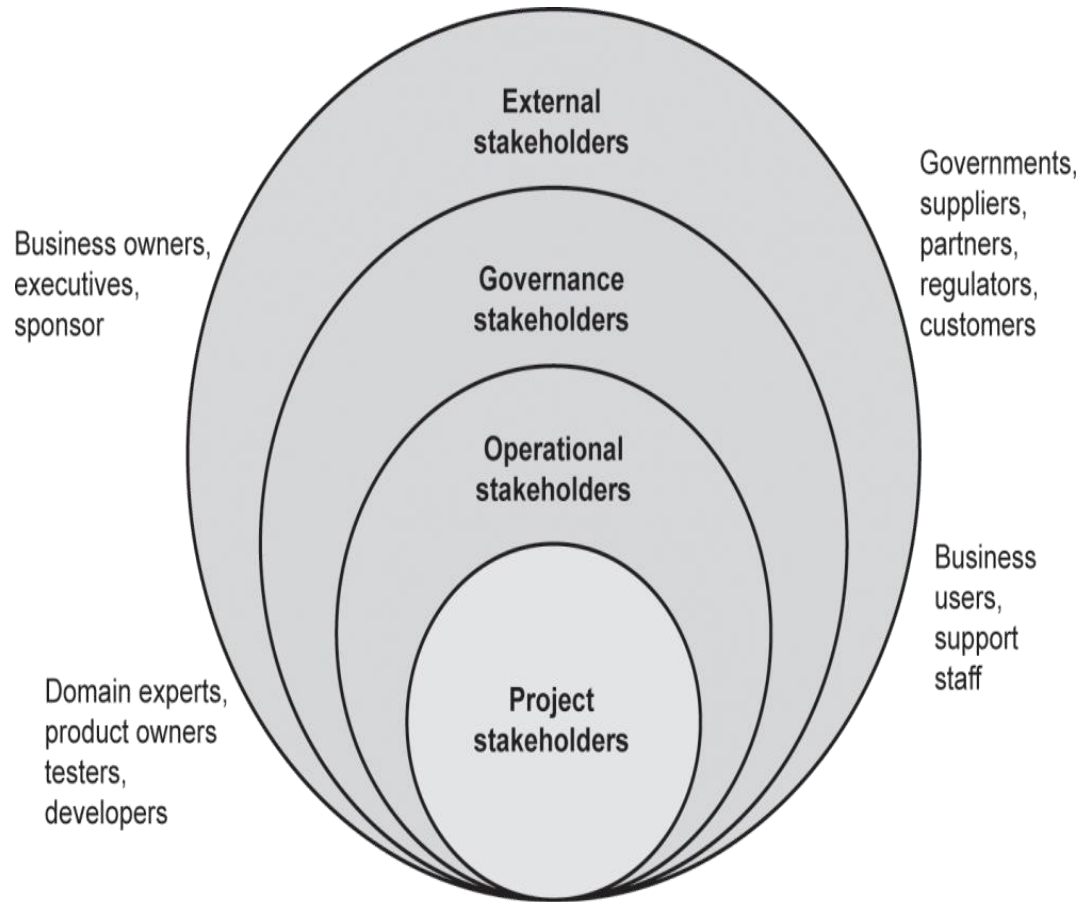 External
stakeholders
Governments,
suppliers,
partners,
regulators,
customers
Business owners,
executives,
sponsor
Governance
stakeholders
Operational
stakeholders
Business
users,
support
staff
Domain experts,
product owners
testers,
developers
Project
stakeholders